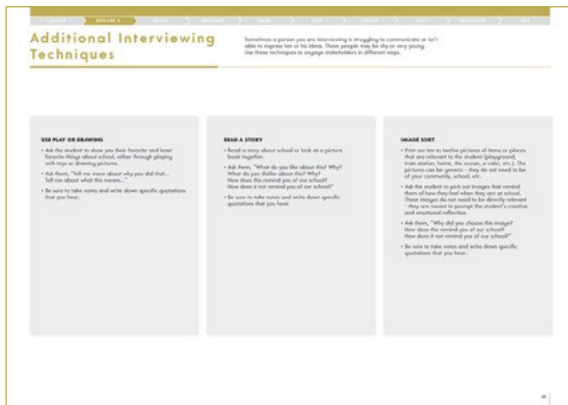 EXPLORE
Additional Interviewing
Techniques
Sometimes a person you are interviewing is struggling to communicate or isn't
able to express her or his ideas. These people may be shy or very young.
Use these techniques to engage stakeholders in different ways.
USE PLAY OR DRAWING
• Ask the student to show you their favorite and least
favorite things about school, either through playing
with toys or drawing pictures.
• Ask them, "Tell me more about why you did that...
Tell me about what this means..."
• Be sure to take notes and write down specific quotations
that you hear.
READ A STORY
• Read a story about school or look at a picture
book together.
• Ask them, "What do you like about this? Why?
What do you dislike about this? Why?
How does this remind you of our school?
How does it not remind you of our school?"
• Be sure to take notes and write down specific
quotations that you hear.
IMAGE SORT
• Print out ten to twelve pictures of items or places
that are relevant to the student (playground,
train station, home, the ocean, a cake, etc.). The
pictures can be generic - they do not need to be
of your community, school, etc.
• Ask the student to pick out images that remind
them of how they feel when they are at school.
These images do not need to be directly relevant
- they are meant to prompt the student's creative
and emotional reflection.
• Ask them, "Why did you choose this image?
How does this remind you of our school?
How does it not remind you of our school?"
• Be sure to take notes and write down specific
quotations that you hear.